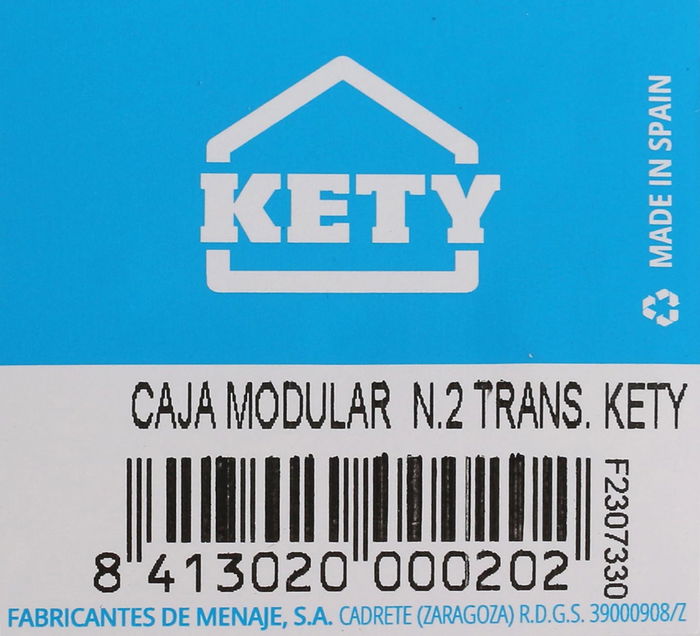 KETY
MADE IN SPAIN
CAJA MODULAR N.2 TRANS. KETY
F2307330
8 413020 000202
FABRICANTES DE MENAJE, S.A. CADRETE (ZARAGOZA) R.D.G.S. 39000908/Z